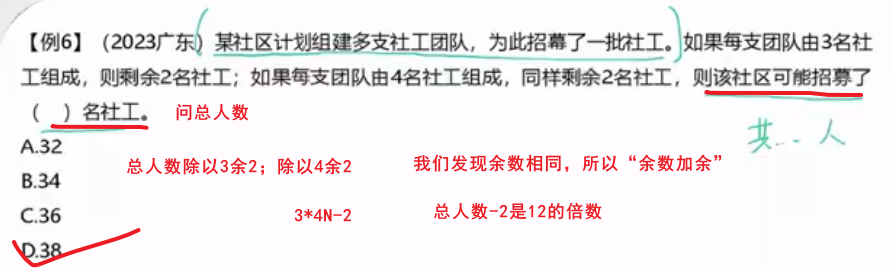 【例6】（2023广东）某社区计划组建多支社工团队，为此招募了一批社工。如果每支团队由3名社
工组成，则剩余2名社工；如果每支团队由4名社工组成，同样剩余2名社工，则该社区可能招募了
（ ）名社工。 问总人数
A.32
共... 人
总人数除以3余2；除以4余2 我们发现余数相同，所以“余数加余”
B.34
C.36 3*4N-2 总人数-2是12的倍数
D.38